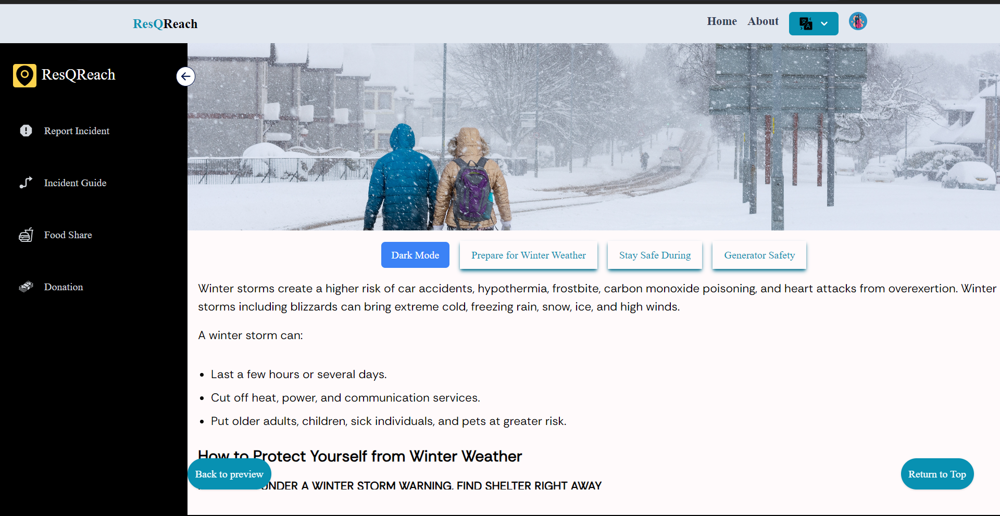 ResQReach
Home
About
ResQReach
Report Incident
Incident Guide
Food Share
Donation
Dark Mode
Prepare for Winter Weather
Stay Safe During
Generator Safety
Winter storms create a higher risk of car accidents, hypothermia, frostbite, carbon monoxide poisoning, and heart attacks from overexertion. Winter
storms including blizzards can bring extreme cold, freezing rain, snow, ice, and high winds.
A winter storm can:
• Last a few hours or several days.
• Cut off heat, power, and communication services.
• Put older adults, children, sick individuals, and pets at greater risk.
How to Protect Yourself from Winter Weather
UNDER A WINTER STORM WARNING, FIND SHELTER RIGHT AWAY
Back to preview
Return to Top